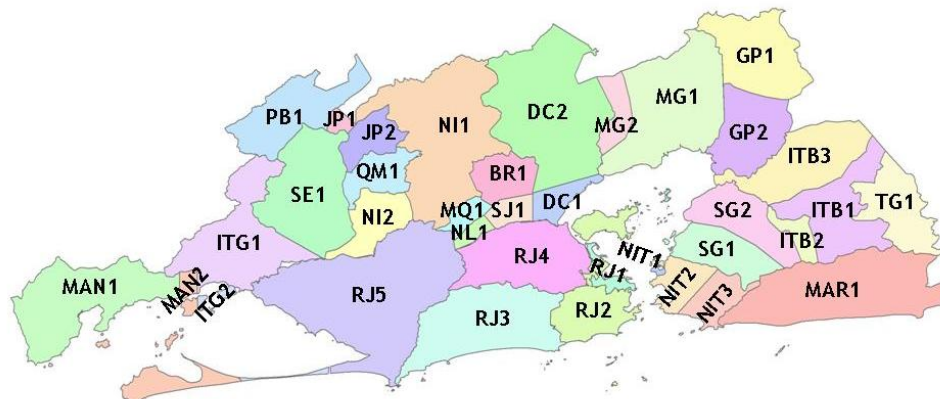 GP1
MG1
PB1
JP1
NI1
DC2
MG2
JP2
GP2
ITB3
QM1
BR1
SE1
DC1
TG1
NI2
MQ1
SJ1
SG2
ITB1
NL1
ITG1
ITB2
RJ4
NIT1
SG1
RJ1
MAN1
MAN2
ITG2
RJ5
NIT2
NIT3
MAR1
RJ3
RJ2